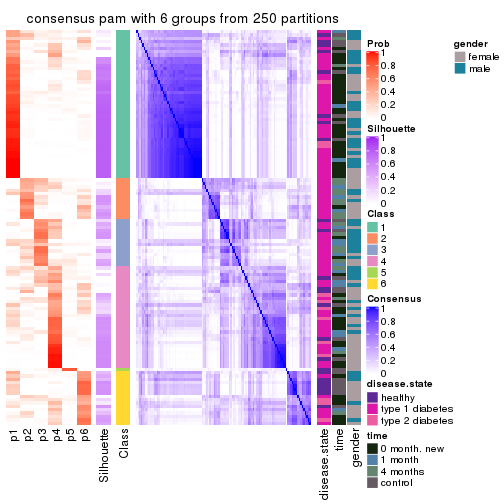 consensus pam with 6 groups from 250 partitions
Prob
1
0.8
0.6
0.4
0.2
0
gender
female
male
Silhouette
1
0.8
0.6
0.4
0.2
0
Class
1
2
3
4
5
6
Consensus
1
0.8
0.6
0.4
0.2
0
disease.state
healthy
type 1 diabetes
type 2 diabetes
time
0 month. new
1 month
4 months
control
p1
p2
p3
p4
p5
p6
Silhouette
Class
disease.state
time
gender